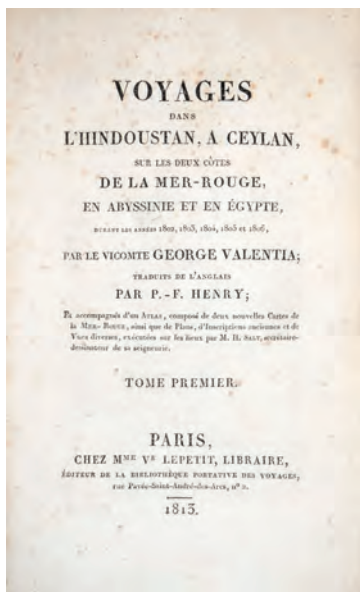 VOYAGES
DANS
L'HINDOUSTAN, A CEYLAN,
SUR LES DEUX CÔTES
DE LA MER-ROUGE,
EN ABYSSINIE ET EN ÉGYPTE,
DURANT LES ANNÉES 1802, 1803, 1804, 1805 et 1806,
PAR LE VICOMTE GEORGE VALENTIA;
TRADUITS DE L'ANGLAIS
PAR P.-F. HENRY;
Et accompagnés d'un ATLAS, composé de deux nouvelles Cartes de
la MER-ROUGE, ainsi que de Plans, d'Inscriptions anciennes et de
Vues diverses, exécutées sur les lieux par M. H. SALT, secrétaire-
dessinateur de sa seigneurie.
TOME PREMIER.
PARIS,
CHEZ MME VE LEPETIT, LIBRAIRE,
ÉDITEUR DE LA BIBLIOTHÈQUE PORTATIVE DES VOYAGES,
rue Pavée-Saint-André-des-Arcs, nº 2.
1813.